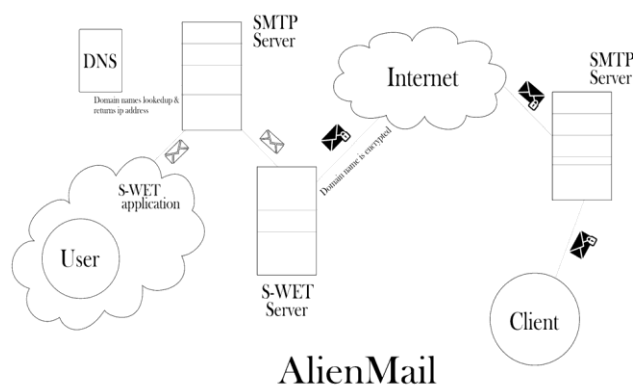 SMTP
Server
DNS
Domain names lookedup &
returns ip address
Internet
SMTP
Server
S-WET
application
User
Domain name is encrypted
S-WET
Server
Client
AlienMail